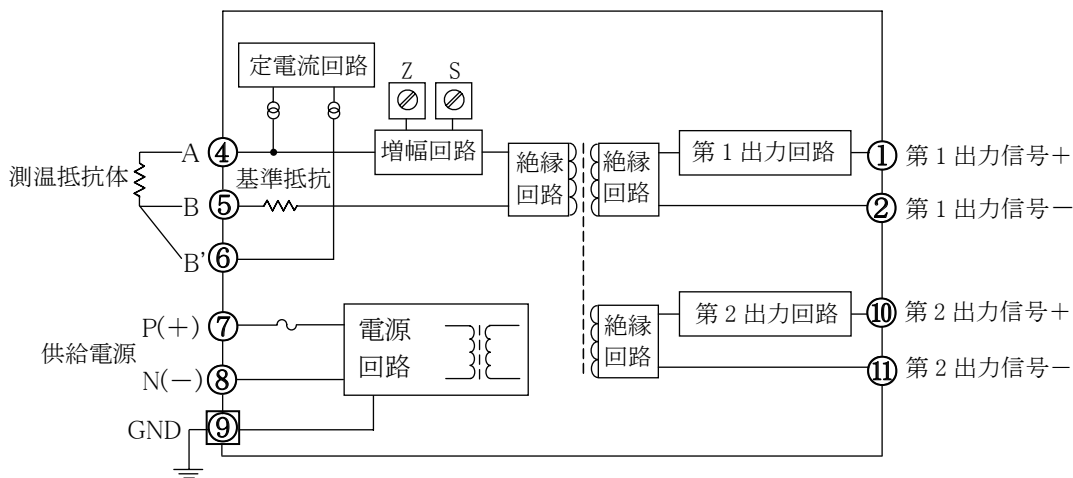 定電流回路
Z
S
A ④
増幅回路
絶縁
回路
絶縁
回路
第1出力回路
① 第1出力信号+
測温抵抗体
基準抵抗
B ⑤
② 第1出力信号-
B' ⑥
P(+) ⑦
供給電源
N(-) ⑧
電源
回路
絶縁
回路
第2出力回路
⑩ 第2出力信号+
⑪ 第2出力信号-
GND ⑨